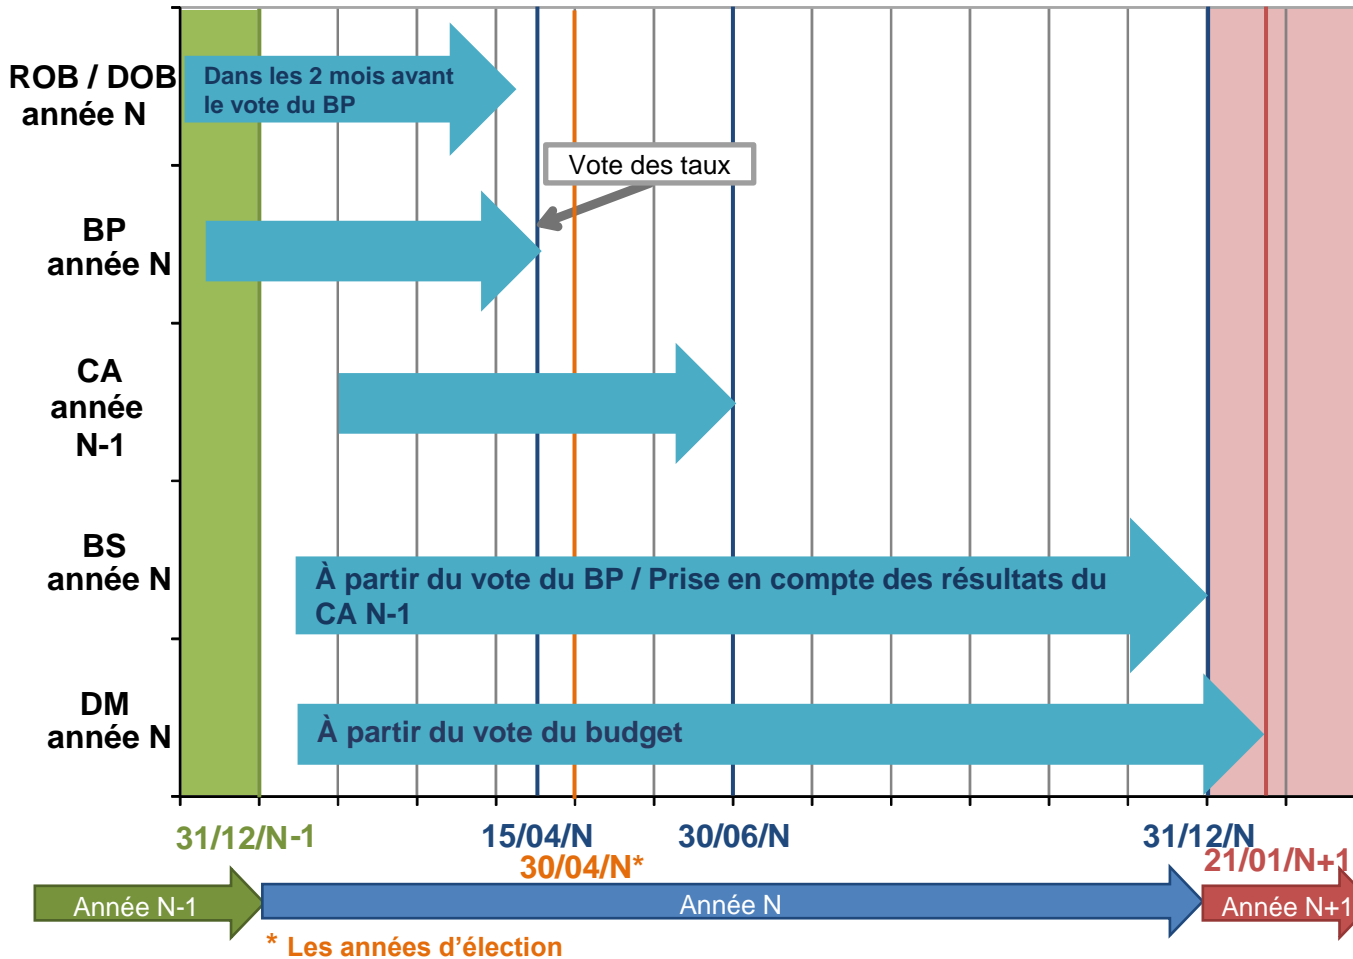 ROB / DOB
année N
Dans les 2 mois avant
le vote du BP
Vote des taux
BP
année N
CA
année
N-1
BS
année N
À partir du vote du BP / Prise en compte des résultats du
CA N-1
DM
année N
À partir du vote du budget
31/12/N-1
15/04/N
30/06/N
31/12/N
30/04/N*
21/01/N+1
Année N-1
Année N
Année N+1
* Les années d’élection